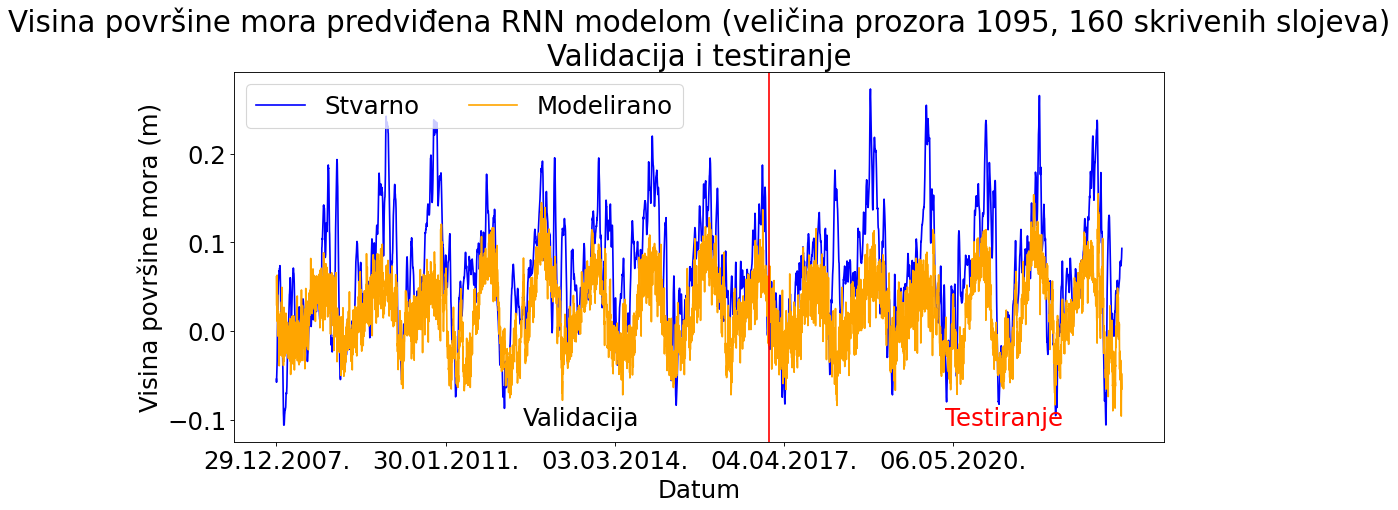 Visina površine mora predviđena RNN modelom (veličina prozora 1095, 160 skrivenih slojeva)
Validacija i testiranje
Stvarno
Modelirano
Visina površine mora (m)
0.2
0.1
0.0
−0.1
Validacija
Testiranje
29.12.2007.
30.01.2011.
03.03.2014.
04.04.2017.
06.05.2020.
Datum